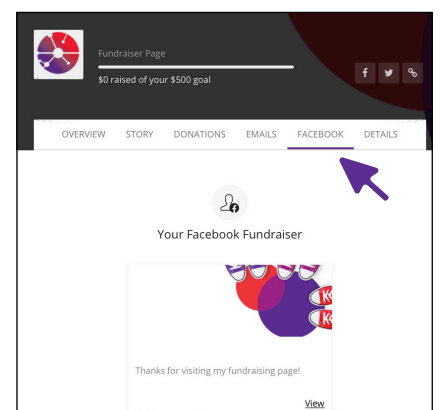 Fundraiser Page
$0 raised of your $500 goal
OVERVIEW STORY DONATIONS EMAILS FACEBOOK DETAILS
Your Facebook Fundraiser
Thanks for visiting my fundraising page!
View